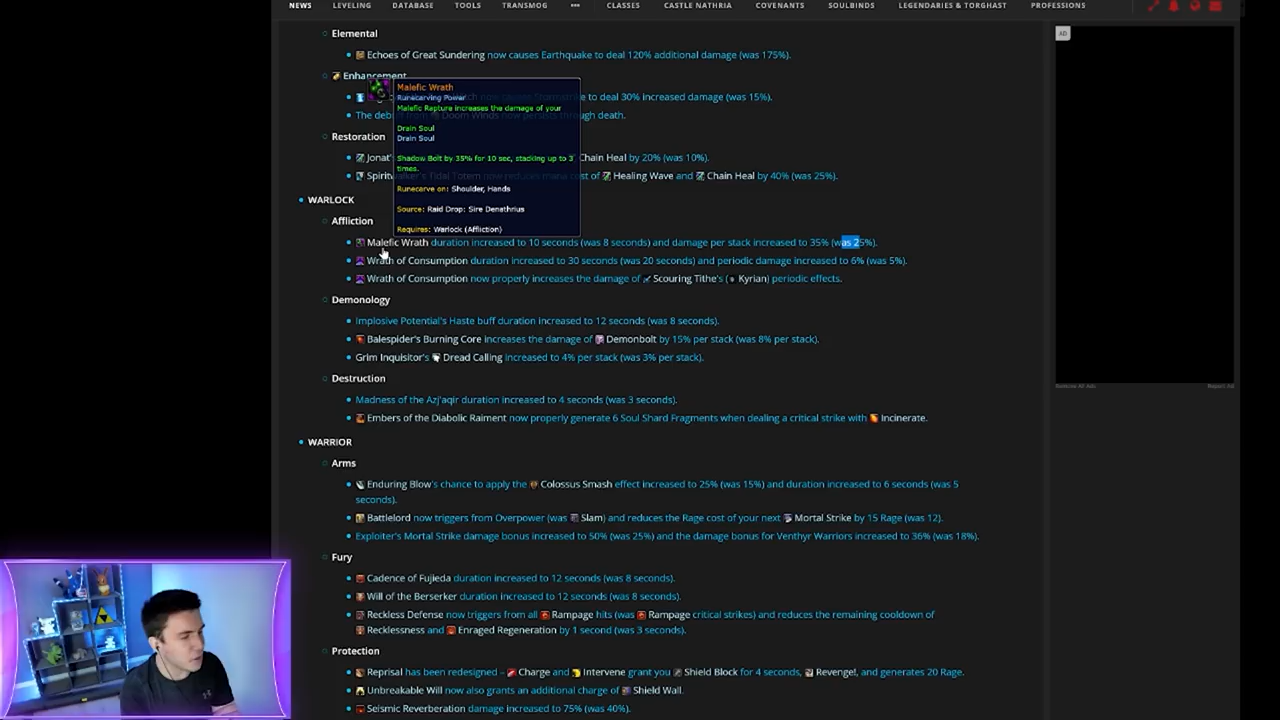 NEWS LEVELING DATABASE TOOLS TRANSMOG ••• CLASSES CASTLE NATHRIA COVENANTS SOULBINDS LEGENDARIES & TORGHAST PROFESSIONS
Elemental
Echoes of Great Sundering now causes Earthquake to deal 120% additional damage (was 175%).
Enhancement
to deal 30% increased damage (was 15%).
The through death.
Restoration
Chain Heal by 20% (was 10%).
of Healing Wave and Chain Heal by 40% (was 25%).
Malefic Wrath
Runecarving Power
Malefic Rapture increases the damage of your
Drain Soul
Drain Soul
Shadow Bolt by 35% for 10 sec, stacking up to 3
times.
Runecarve on: Shoulder, Hands
Source: Raid Drop: Sire Denathrius
Requires: Warlock (Affliction)
WARLOCK
Affliction
Malefic Wrath duration increased to 10 seconds (was 8 seconds) and damage per stack increased to 35% (was 25%).
Wrath of Consumption duration increased to 30 seconds (was 20 seconds) and periodic damage increased to 6% (was 5%).
Wrath of Consumption now properly increases the damage of Scouring Tithe's (Kyrian) periodic effects.
Demonology
Implosive Potential's Haste buff duration increased to 12 seconds (was 8 seconds).
Balespider's Burning Core increases the damage of Demonbolt by 15% per stack (was 8% per stack).
Grim Inquisitor's Dread Calling increased to 4% per stack (was 3% per stack).
Destruction
Madness of the Azj'aqir duration increased to 4 seconds (was 3 seconds).
Embers of the Diabolic Raiment now properly generate 6 Soul Shard Fragments when dealing a critical strike with Incinerate.
WARRIOR
Arms
Enduring Blow's chance to apply the Colossus Smash effect increased to 25% (was 15%) and duration increased to 6 seconds (was 5
seconds).
Battlelord now triggers from Overpower (was Slam) and reduces the Rage cost of your next Mortal Strike by 15 Rage (was 12).
Exploiter's Mortal Strike damage bonus increased to 50% (was 25%) and the damage bonus for Venthyr Warriors increased to 36% (was 18%).
Fury
Cadence of Fujieda duration increased to 12 seconds (was 8 seconds).
Will of the Berserker duration increased to 12 seconds (was 8 seconds).
Reckless Defense now triggers from all Rampage hits (was Rampage critical strikes) and reduces the remaining cooldown of
Recklessness and Enraged Regeneration by 1 second (was 3 seconds).
Protection
Reprisal has been redesigned – Charge and Intervene grant you Shield Block for 4 seconds, Revenge!, and generates 20 Rage.
Unbreakable Will now also grants an additional charge of Shield Wall.
Seismic Reverberation damage increased to 75% (was 40%).
AD
Remove All Ads Report Ad